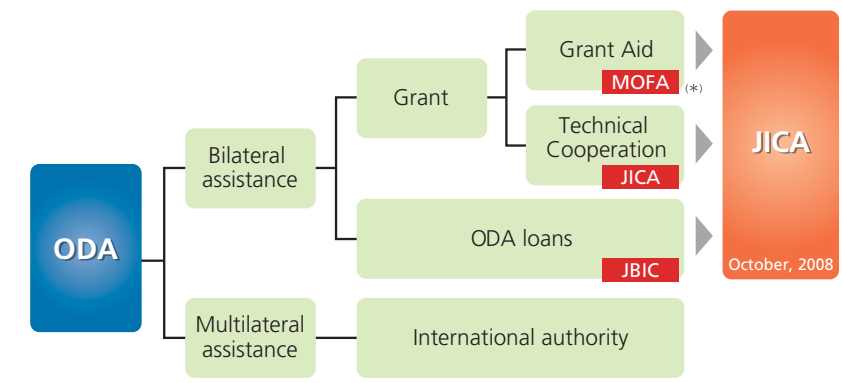 ODA
Bilateral
assistance
Multilateral
assistance
Grant
Grant Aid
MOFA (*)
Technical
Cooperation
JICA
ODA loans
JBIC
International authority
JICA
October, 2008